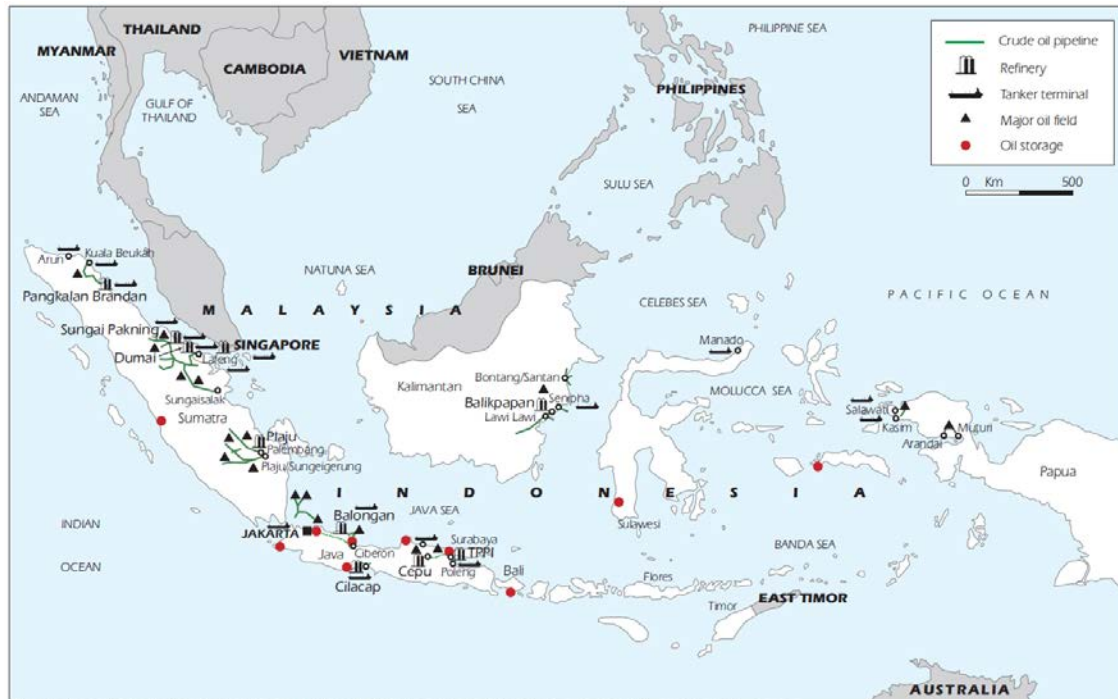 PHILIPPINE SEA
THAILAND
MYANMAR
VIETNAM
CAMBODIA
SOUTH CHINA
SEA
PHILIPPINES
ANDAMAN
SEA
GULF OF
THAILAND
SULU SEA
Crude oil pipeline
Refinery
Tanker terminal
Major oil field
Oil storage
0 Km 500
Arun
Kuala Beukah
Pangkalan Brandan
NATUNA SEA
BRUNEI
MALAYSIA
CELEBES SEA
PACIFIC OCEAN
Sungai Pakning
SINGAPORE
Dumai
Lalang
Sungaisalak
Sumatra
Manado
Kalimantan
Bontang/Santan
Balikpapan
Senipha
Lawi Lawi
MOLUCCA SEA
Salawati
Kasim
Arandai
Muturi
Plaju
Palembang
Plaju/Sungeigerung
Papua
INDONESIA
Sulawesi
INDIAN
OCEAN
JAVA SEA
Balongan
JAKARTA
Java
Ciberon
Cilacap
Surabaya
TPPI
Cepu
Poleng
Bali
Flores
BANDA SEA
Timor
EAST TIMOR
AUSTRALIA